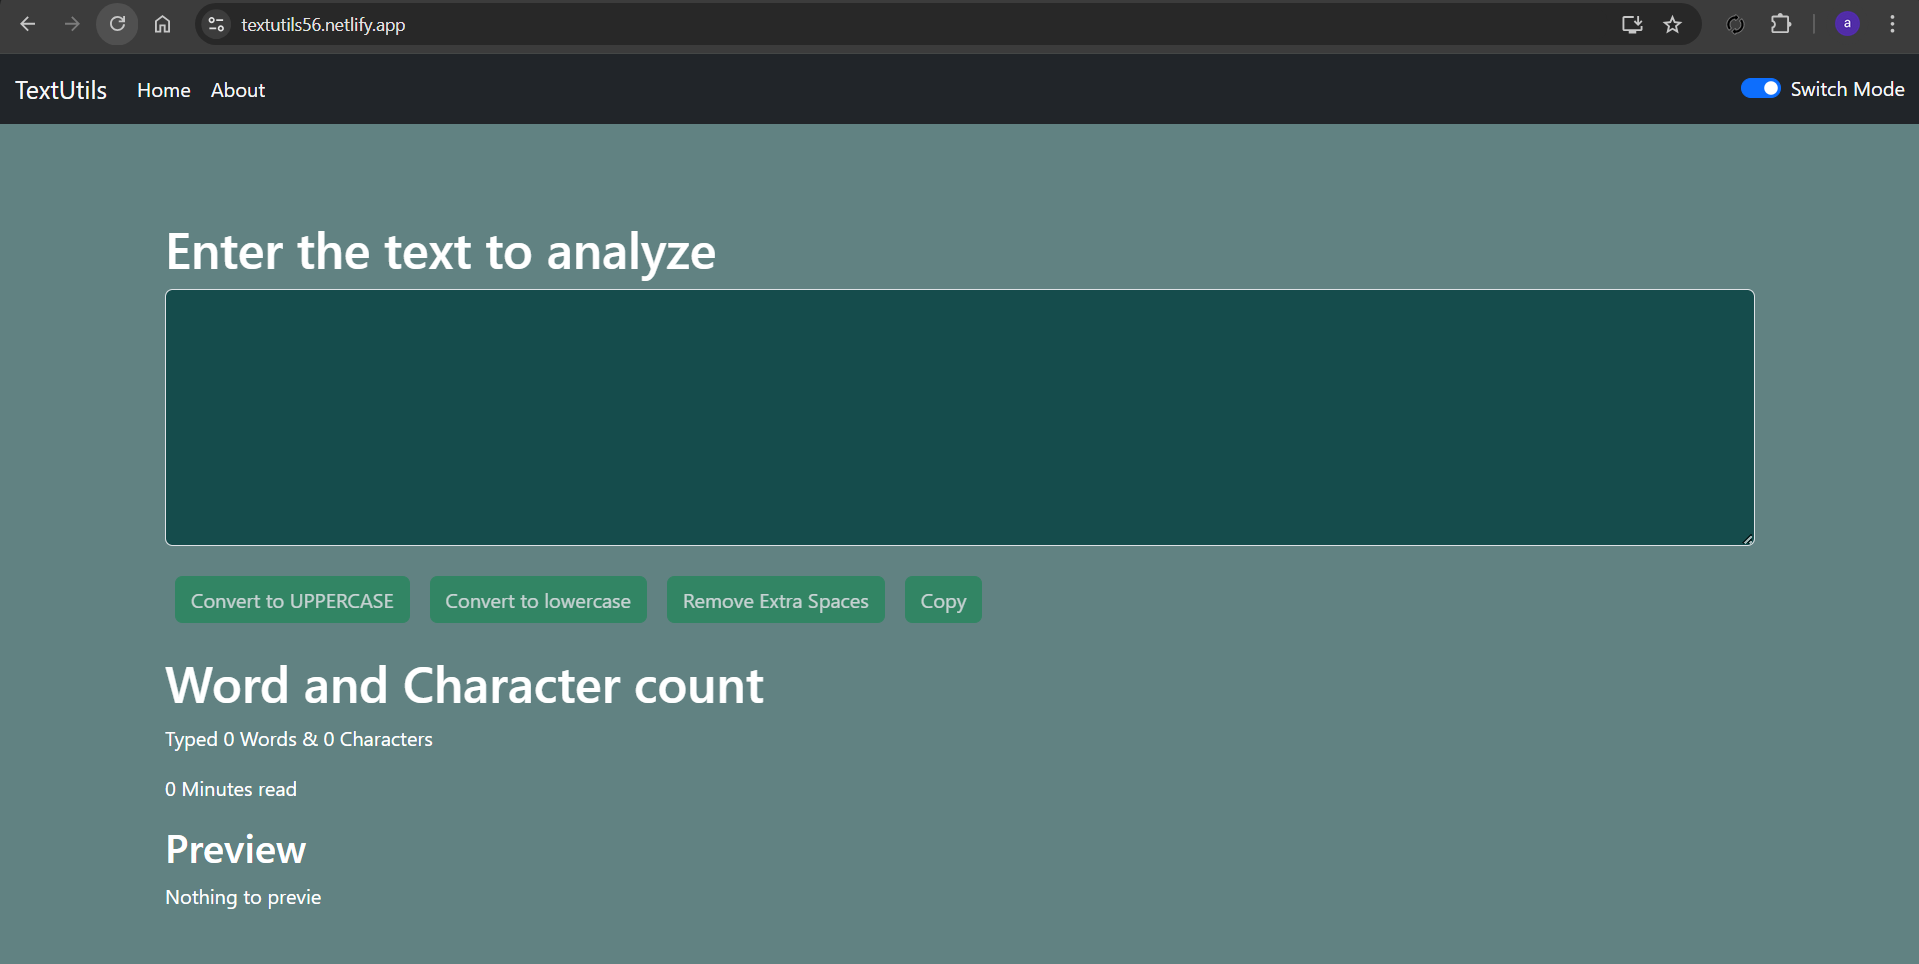 textutils56.netlify.app
a
TextUtils Home About Switch Mode
Enter the text to analyze
Convert to UPPERCASE Convert to lowercase Remove Extra Spaces Copy
Word and Character count
Typed 0 Words & 0 Characters
0 Minutes read
Preview
Nothing to previe